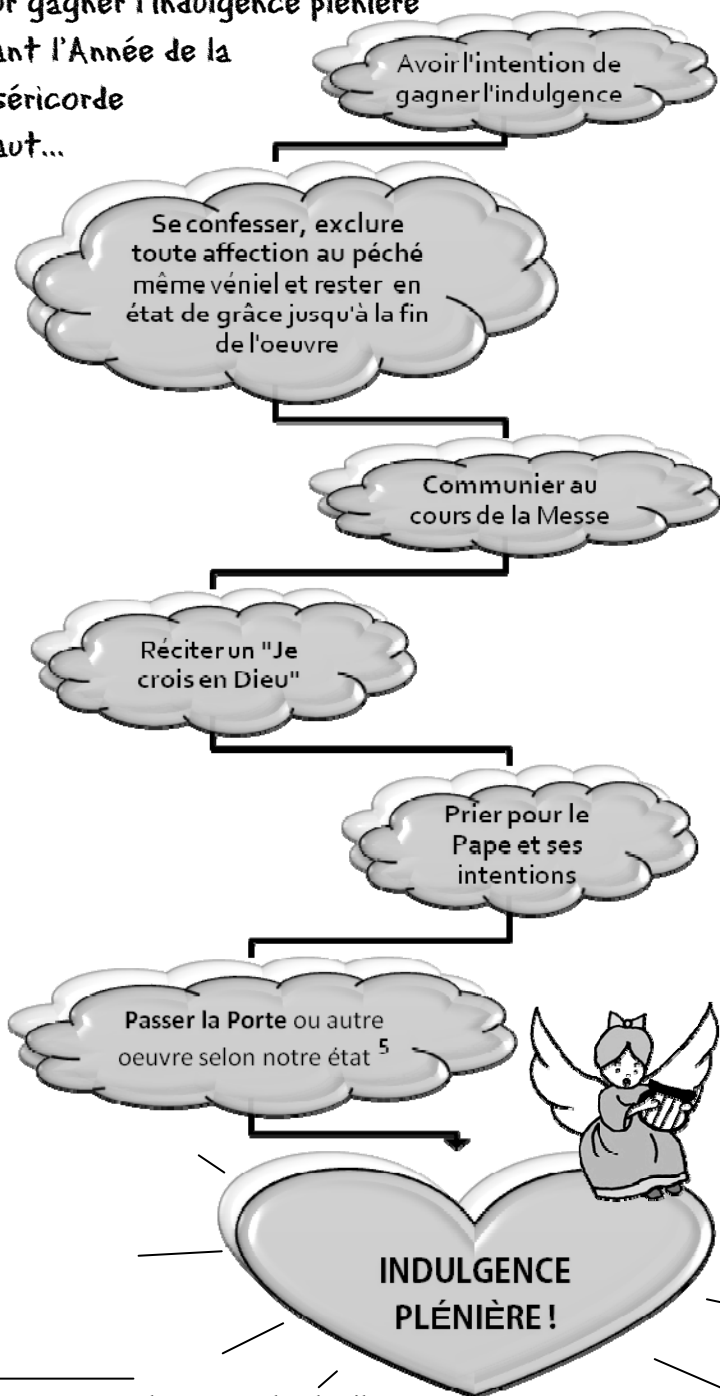 gagner l'indulgence plénière
l'Année de la
Avoir l'intention de
gagner l'indulgence
Se confesser, exclure
toute affection au péché
même véniel et rester en
état de grâce jusqu'à la fin
de l'oeuvre
Communier au
cours de la Messe
Réciter un "Je
crois en Dieu"
Prier pour le
Pape et ses
intentions
Passer la Porte ou autre
oeuvre selon notre état 5
INDULGENCE
PLÉNIÈRE !